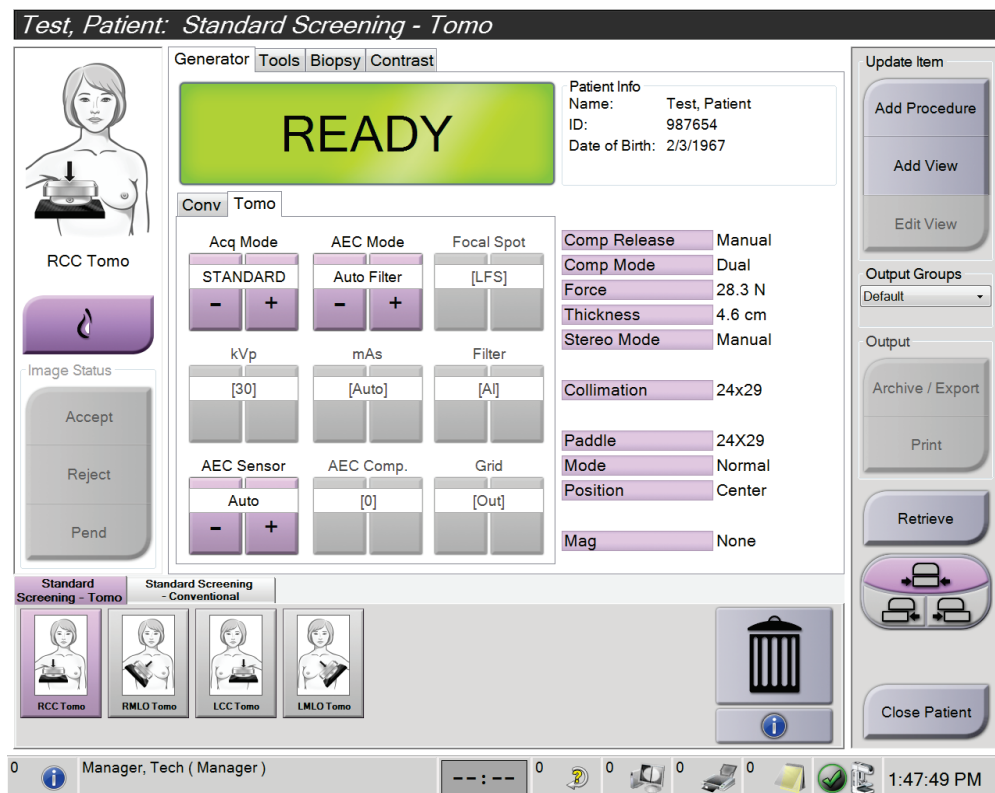 Test, Patient: Standard Screening - Tomo
Generator Tools Biopsy Contrast
READY
Patient Info
Name: Test, Patient
ID: 987654
Date of Birth: 2/3/1967
RCC Tomo
Image Status
Accept
Reject
Pend
Conv Tomo
Acq Mode AEC Mode Focal Spot
STANDARD Auto Filter [LFS]
- + - +
kVp mAs Filter
[30] [Auto] [Al]
AEC Sensor AEC Comp. Grid
Auto [0] [Out]
- +
Comp Release Manual
Comp Mode Dual
Force 28.3 N
Thickness 4.6 cm
Stereo Mode Manual
Collimation 24x29
Paddle 24X29
Mode Normal
Position Center
Mag None
Update Item
Add Procedure
Add View
Edit View
Output Groups
Default
Output
Archive / Export
Print
Retrieve
Close Patient
Standard
Screening - Tomo
Standard Screening
- Conventional
RCC Tomo RMLO Tomo LCC Tomo LMLO Tomo
i
0 i Manager, Tech ( Manager ) --:-- 0 ? 0 0 0 1:47:49 PM